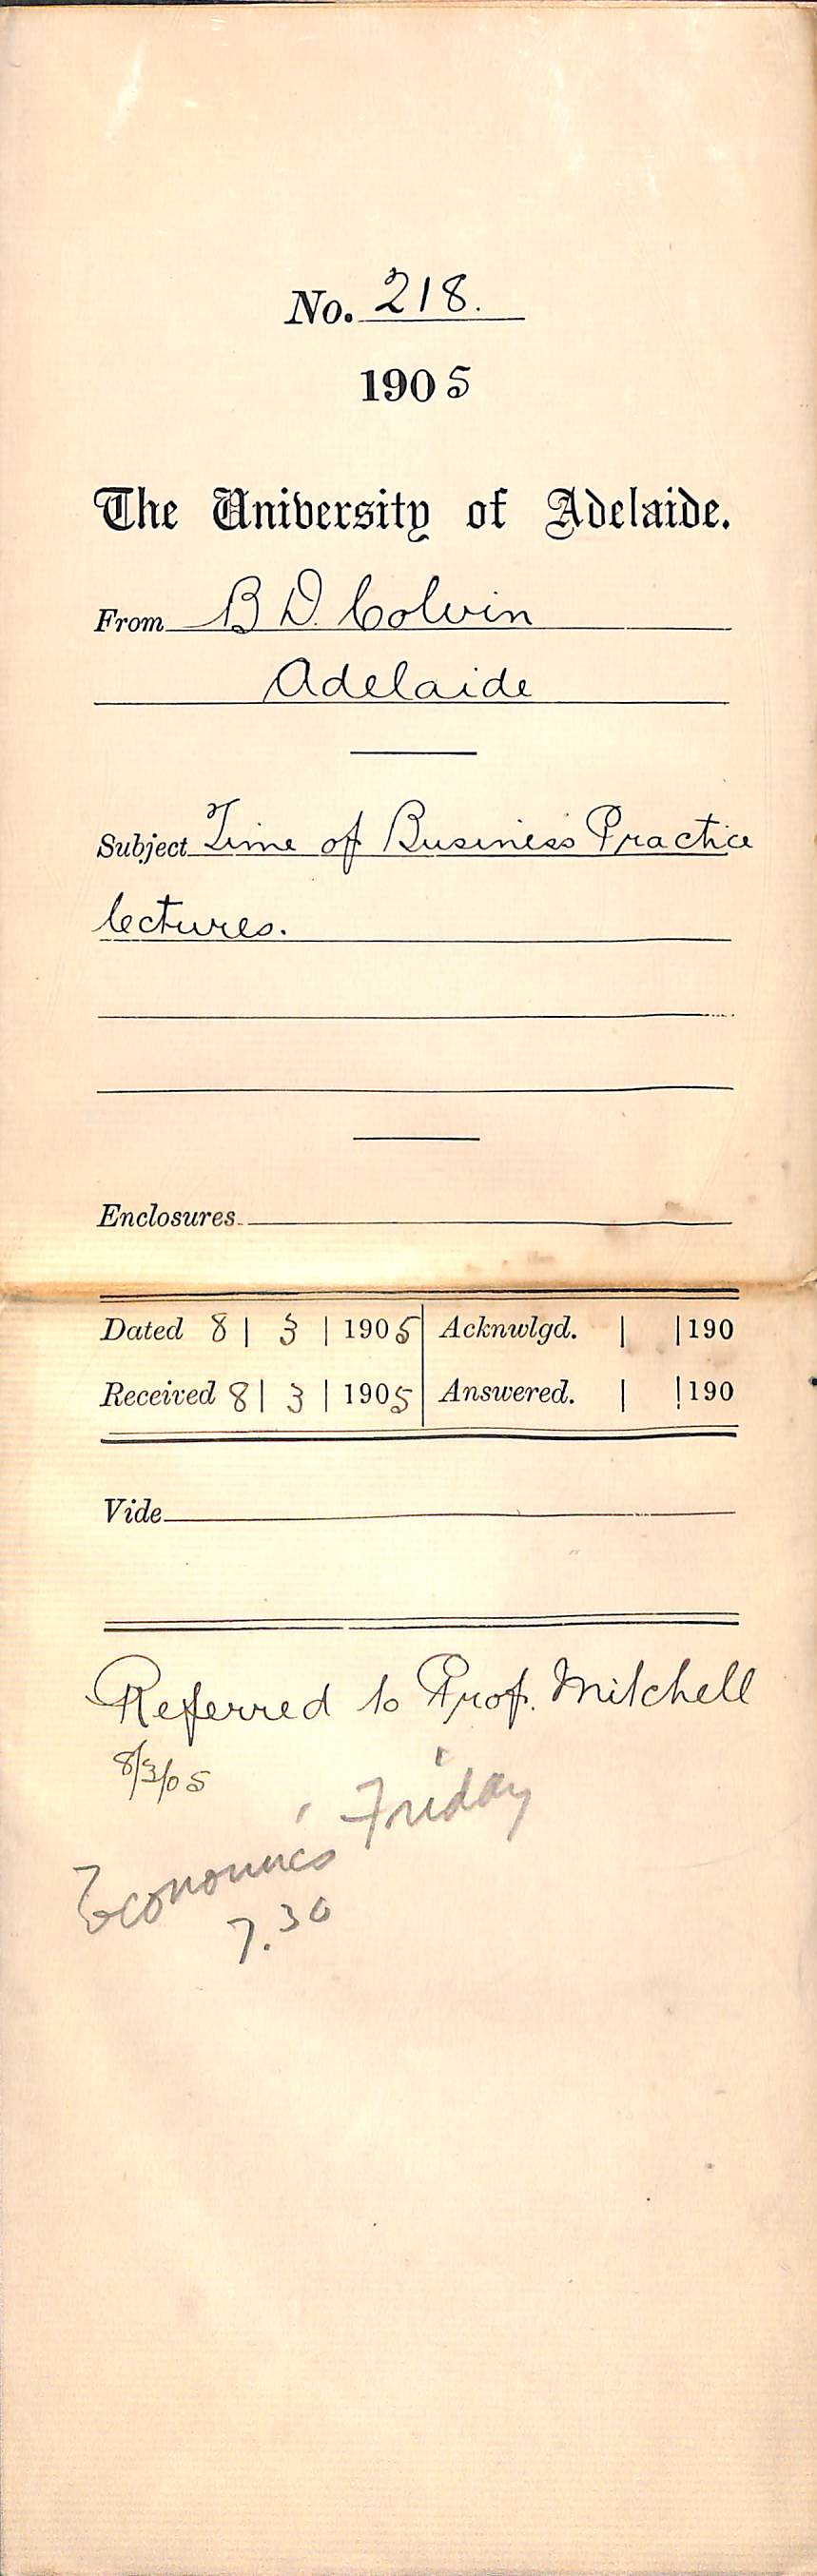 No. 218.
1905
The University of Adelaide.
From B D. Colvin
Adelaide
Subject Time of Business Practice
lectures.
Enclosures
Dated 8 | 3 | 1905 Acknwlgd. | | 190
Received 8 | 3 | 1905 Answered. | | 190
Vide
Referred to Prof. Mitchell
8/3/05
Economics Friday
7.30